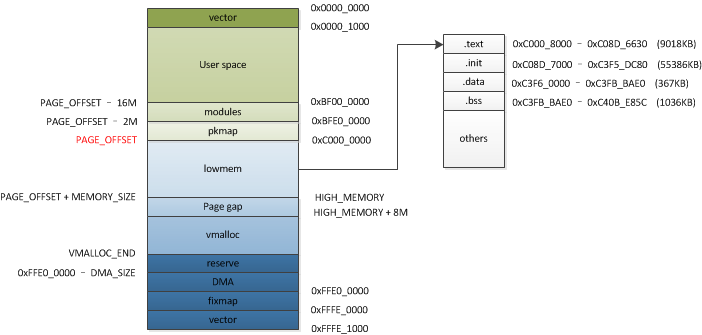 0x0000_0000
vector
0x0000_1000
User space
PAGE_OFFSET - 16M
0xBF00_0000
modules
PAGE_OFFSET - 2M
0xBFE0_0000
pkmap
PAGE_OFFSET
0xC000_0000
lowmem
PAGE_OFFSET + MEMORY_SIZE
HIGH_MEMORY
Page gap
HIGH_MEMORY + 8M
vmalloc
VMALLOC_END
reserve
0xFFE0_0000 - DMA_SIZE
DMA
0xFFE0_0000
fixmap
0xFFFE_0000
vector
0xFFFE_1000
.text 0xC000_8000 - 0xC08D_6630 (9018KB)
.init 0xC08D_7000 - 0xC3F5_DC80 (55386KB)
.data 0xC3F6_0000 - 0xC3FB_BAE0 (367KB)
.bss 0xC3FB_BAE0 - 0xC40B_E85C (1036KB)
others